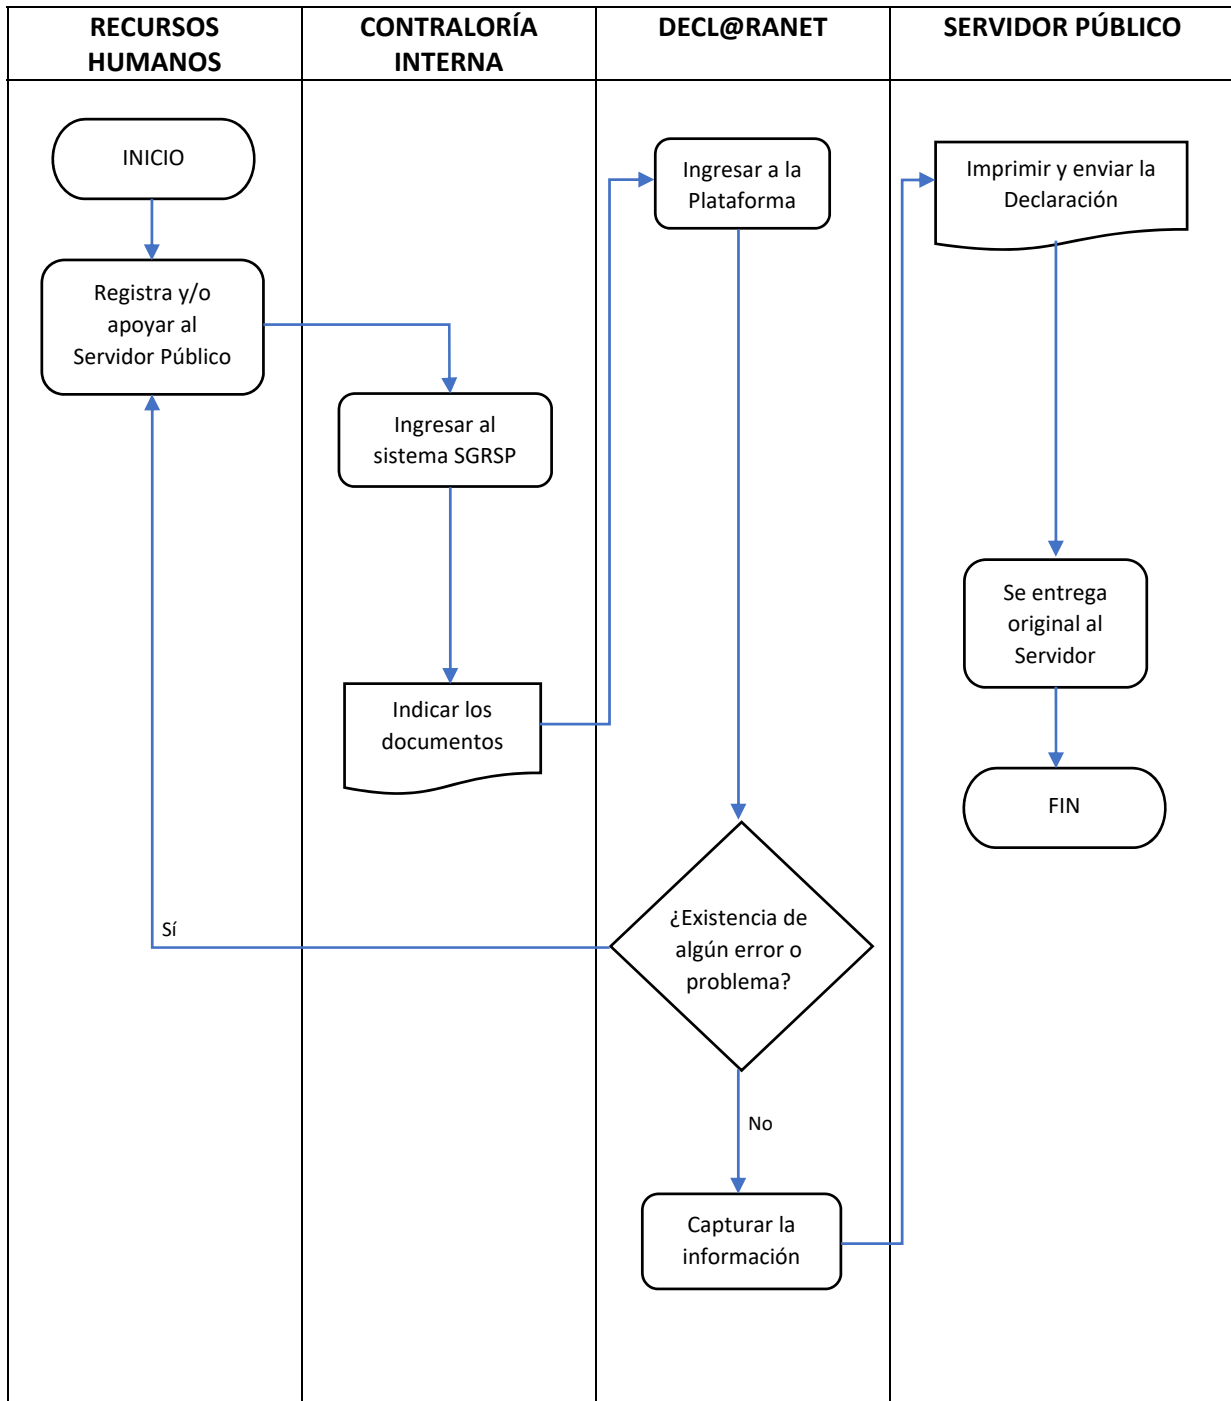 RECURSOS
HUMANOS
CONTRALORÍA
INTERNA
DECL@RANET
SERVIDOR PÚBLICO
INICIO
Registra y/o
apoyar al
Servidor Público
Sí
Ingresar al
sistema SGRSP
Indicar los
documentos
Ingresar a la
Plataforma
¿Existencia de
algún error o
problema?
No
Capturar la
información
Imprimir y enviar la
Declaración
Se entrega
original al
Servidor
FIN